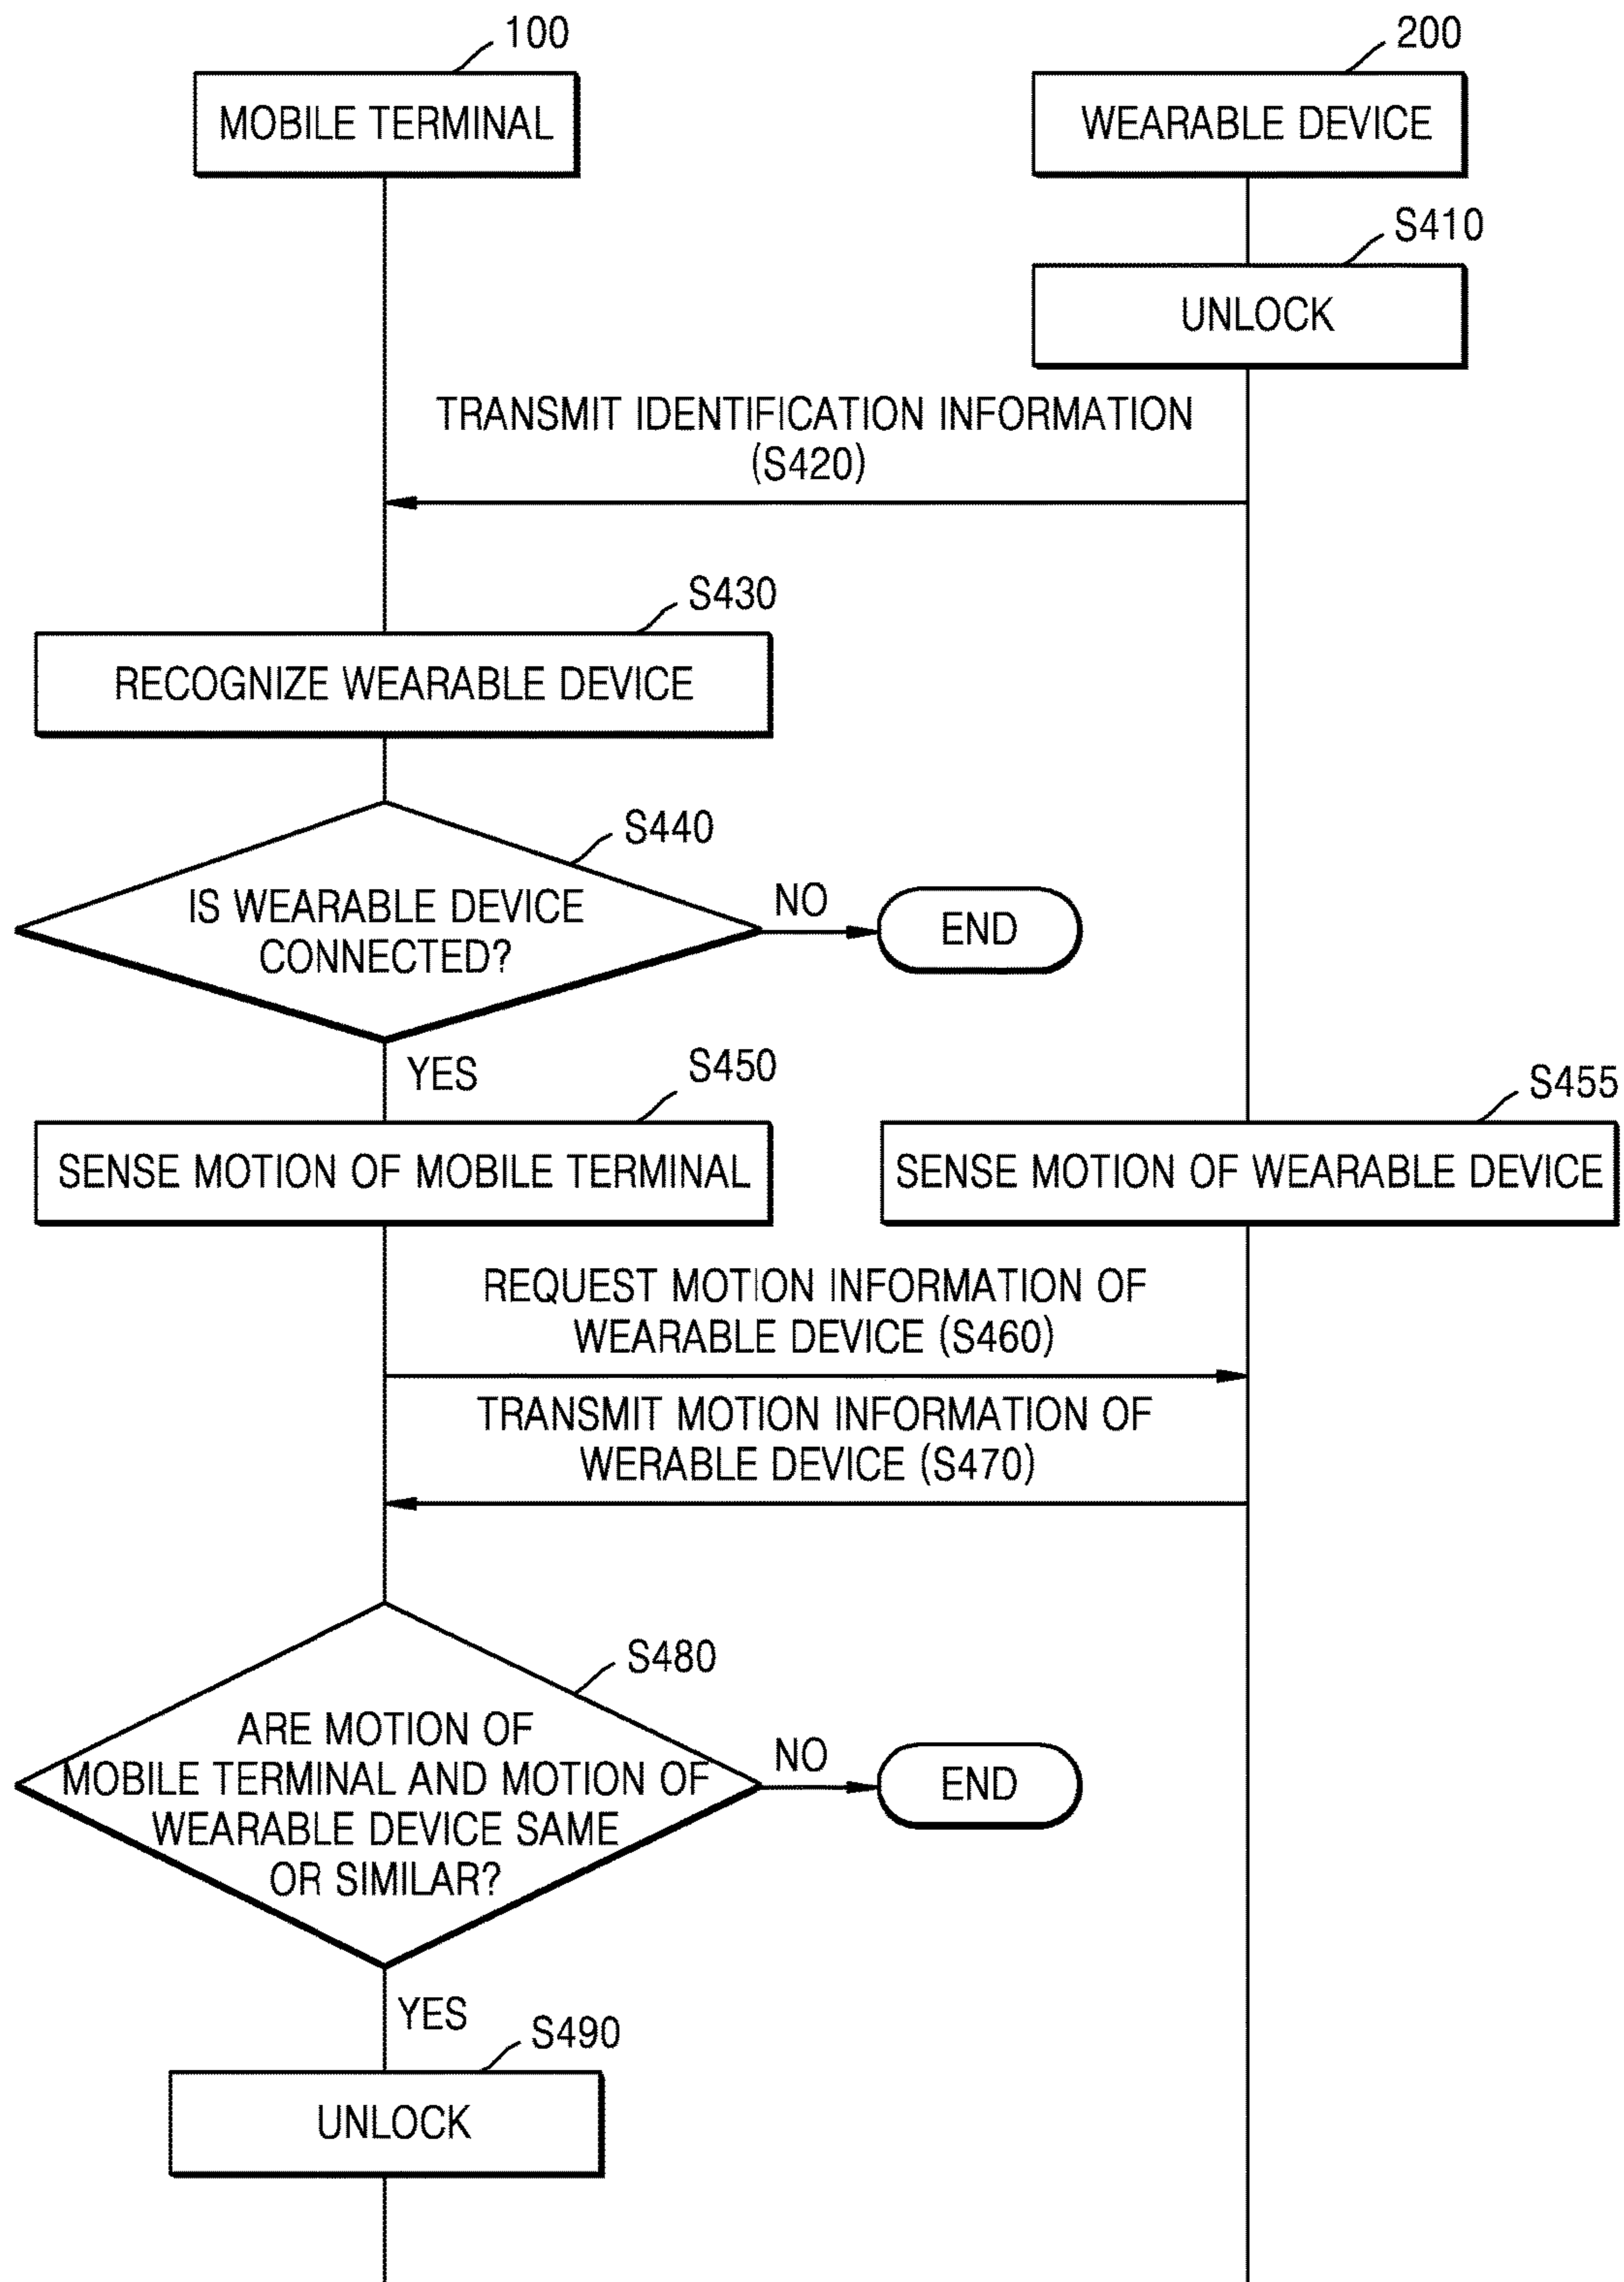 100
200
MOBILE TERMINAL
WEARABLE DEVICE
S410
UNLOCK
TRANSMIT IDENTIFICATION INFORMATION
(S420)
S430
RECOGNIZE WEARABLE DEVICE
S440
IS WEARABLE DEVICE
CONNECTED?
NO
END
YES
S450
S455
SENSE MOTION OF MOBILE TERMINAL
SENSE MOTION OF WEARABLE DEVICE
REQUEST MOTION INFORMATION OF
WEARABLE DEVICE (S460)
TRANSMIT MOTION INFORMATION OF
WERABLE DEVICE (S470)
S480
ARE MOTION OF
MOBILE TERMINAL AND MOTION OF
WEARABLE DEVICE SAME
OR SIMILAR?
NO
END
YES
S490
UNLOCK